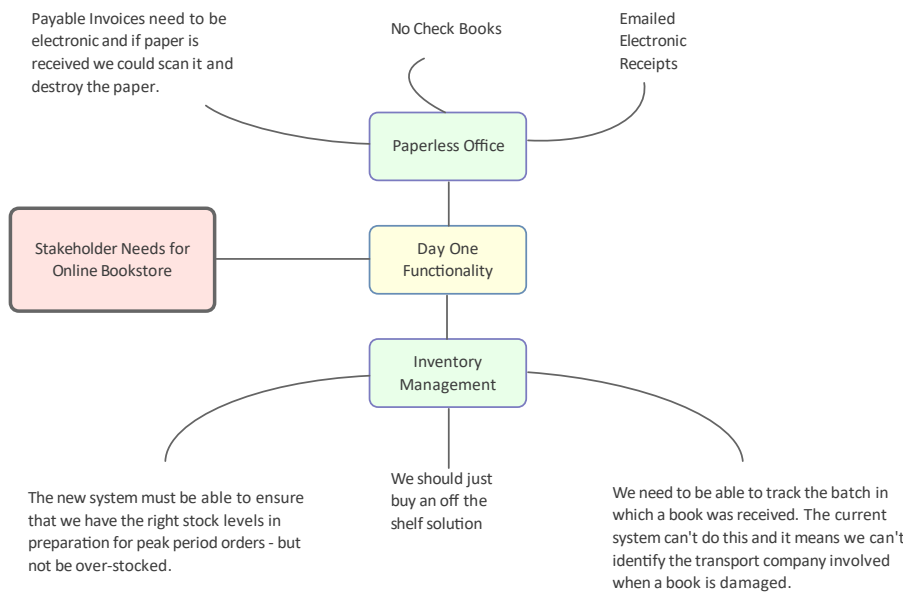 Payable Invoices need to be
electronic and if paper is
received we could scan it and
destroy the paper.
No Check Books
Emailed
Electronic
Receipts
Paperless Office
Stakeholder Needs for
Online Bookstore
Day One
Functionality
Inventory
Management
The new system must be able to ensure
that we have the right stock levels in
preparation for peak period orders - but
not be over-stocked.
We should just
buy an off the
shelf solution
We need to be able to track the batch in
which a book was received. The current
system can't do this and it means we can't
identify the transport company involved
when a book is damaged.